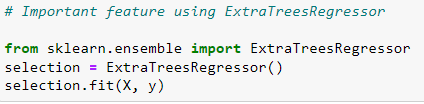 # Important feature using ExtraTreesRegressor
from sklearn.ensemble import ExtraTreesRegressor
selection = ExtraTreesRegressor()
selection.fit(X, y)